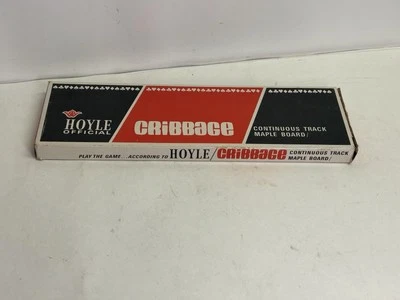 HOYLE
OFFICIAL
CRiBBAGE
CONTINUOUS TRACK
MAPLE BOARD!
PLAY THE GAME...ACCORDING TO HOYLE/CRiBBAGE CONTINUOUS TRACK
MAPLE BOARD!